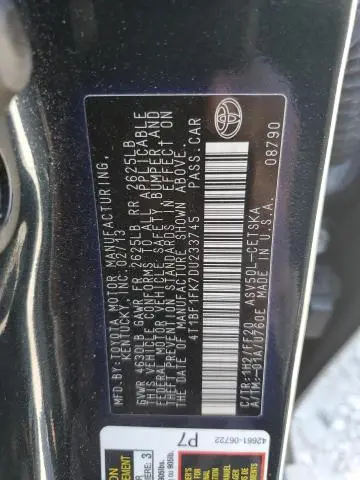 MFD.BY:TOYOTA MOTOR MANUFACTURING,
KENTUCKY, INC. 02/13
GVWR 4630LB GAWR FR 2625LB RR 2625LB
THIS VEHICLE CONFORMS TO ALL APPLICABLE
FEDERAL MOTOR VEHICLE SAFETY, BUMPER, AND
THEFT PREVENTION STANDARDS IN EFFECT ON
THE DATE OF MANUFACTURE SHOWN ABOVE.
4T1BF1FK7DU233745 PASS.CAR
C/TR:1H2/FF20 ASV50L-CETSKA
A/TM:-01A/U760E MADE IN U.S.A.
08790
42661-06722
P7